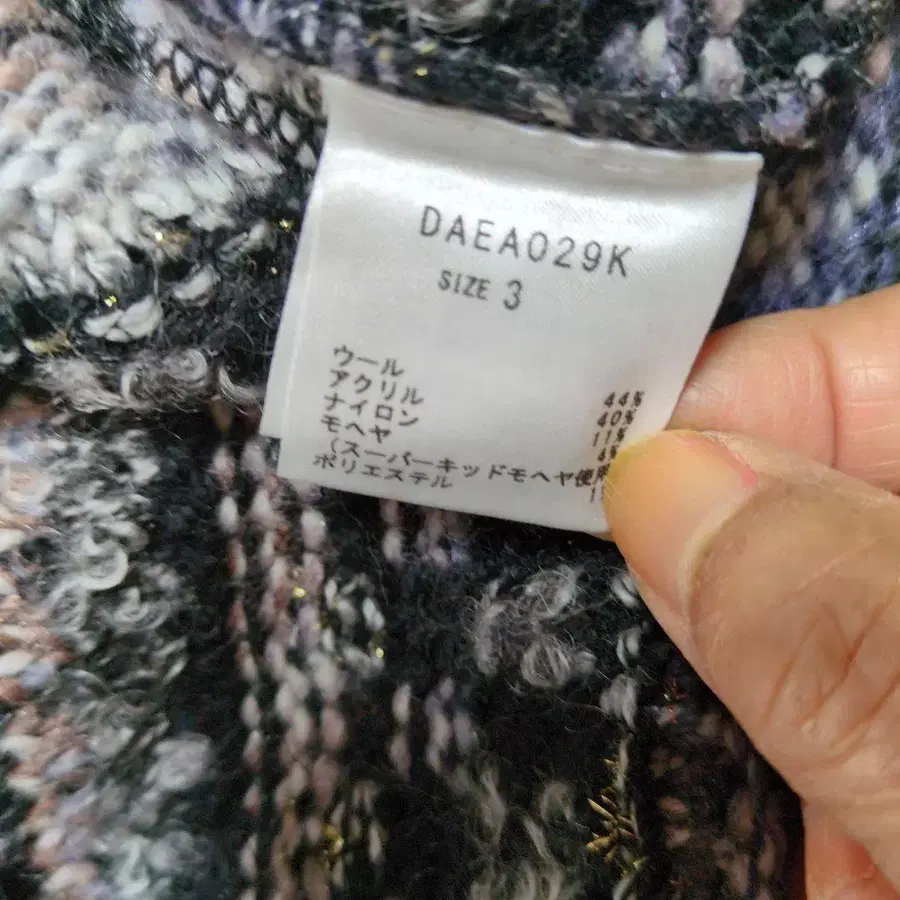 DAEA029K
SIZE 3
ウール 44%
アクリル 40%
ナイロン 11%
モヘヤ 4%
(スーパーキッドモヘヤ使用
ポリエステル